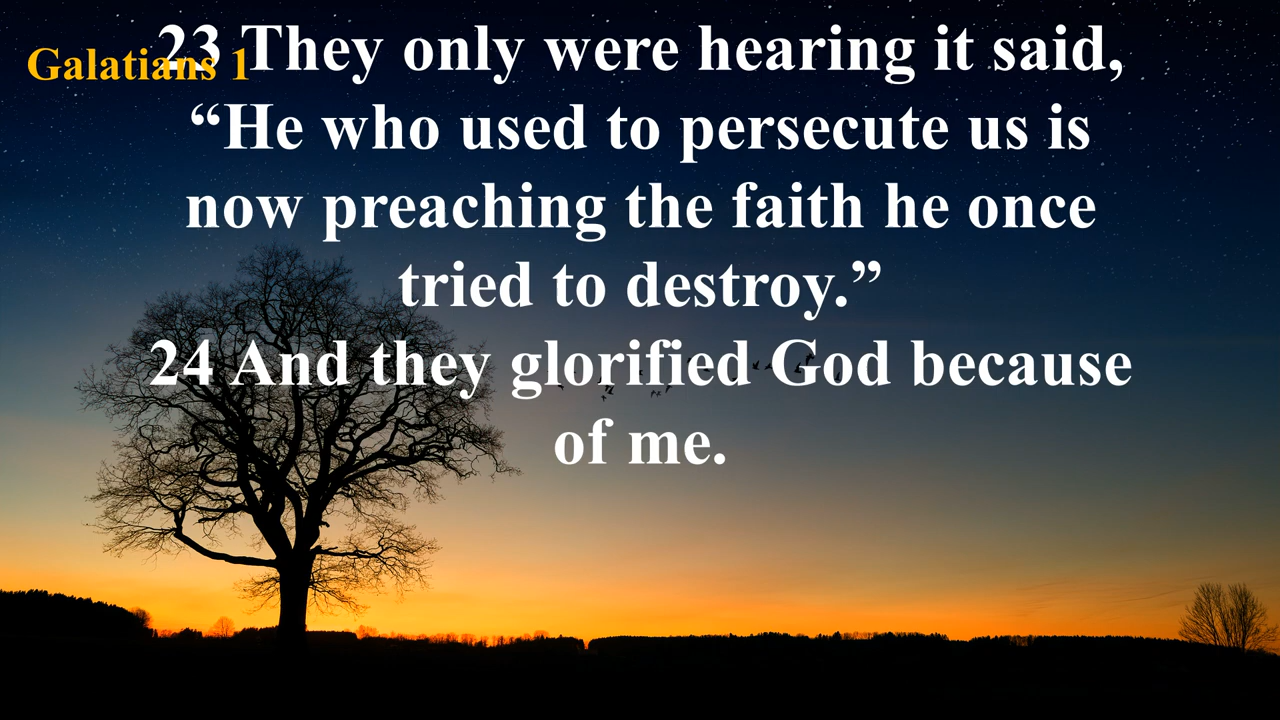 Galatians 1
23 They only were hearing it said,
“He who used to persecute us is
now preaching the faith he once
tried to destroy.”
24 And they glorified God because
of me.